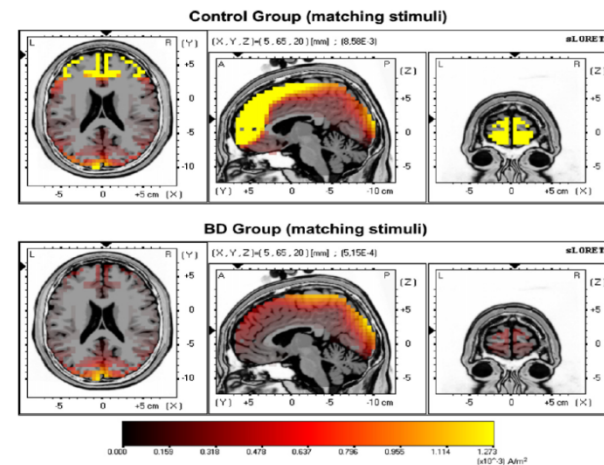 Control Group (matching stimuli)
L R (Y) (X, Y, Z)=( 5 , 65 , 20 ) [mm] ; (8,58E-3) sLORET
A P (Z) L R (Z)
+5 0 -5 -10
+5 0 -5
+5 0 -5
-5 0 +5 cm (X) (Y) +5 0 -5 -10 cm -5 0 +5 cm (X)
BD Group (matching stimuli)
L R (Y) (X, Y, Z)=( 5 , 65 , 20 ) [mm] ; (5,15E-4) sLORET
A P (Z) L R (Z)
+5 0 -5 -10
+5 0 -5
+5 0 -5
-5 0 +5 cm (X) (Y) +5 0 -5 -10 cm -5 0 +5 cm (X)
0.000 0.159 0.318 0.478 0.637 0.796 0.955 1.114 1.273
(x10^-3) A/m²